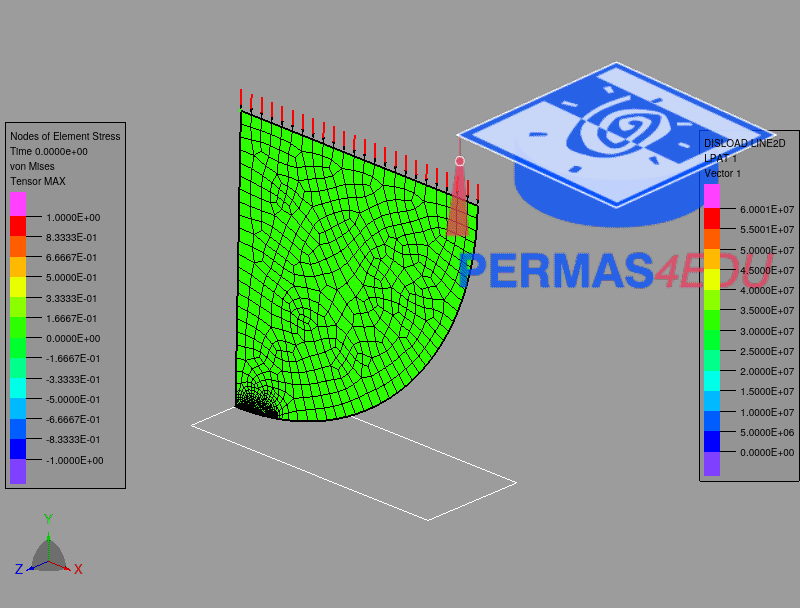 Nodes of Element Stress
Time 0.0000e+00
von Mises
Tensor MAX
1.0000E+00
8.3333E-01
6.6667E-01
5.0000E-01
3.3333E-01
1.6667E-01
0.0000E+00
-1.6667E-01
-3.3333E-01
-5.0000E-01
-6.6667E-01
-8.3333E-01
-1.0000E+00
PERMAS4EDU
DISLOAD LINE2D
LPAT 1
Vector 1
6.0001E+07
5.5001E+07
5.0000E+07
4.5000E+07
4.0000E+07
3.5000E+07
3.0000E+07
2.5000E+07
2.0000E+07
1.5000E+07
1.0000E+07
5.0000E+06
0.0000E+00
Y
Z
X